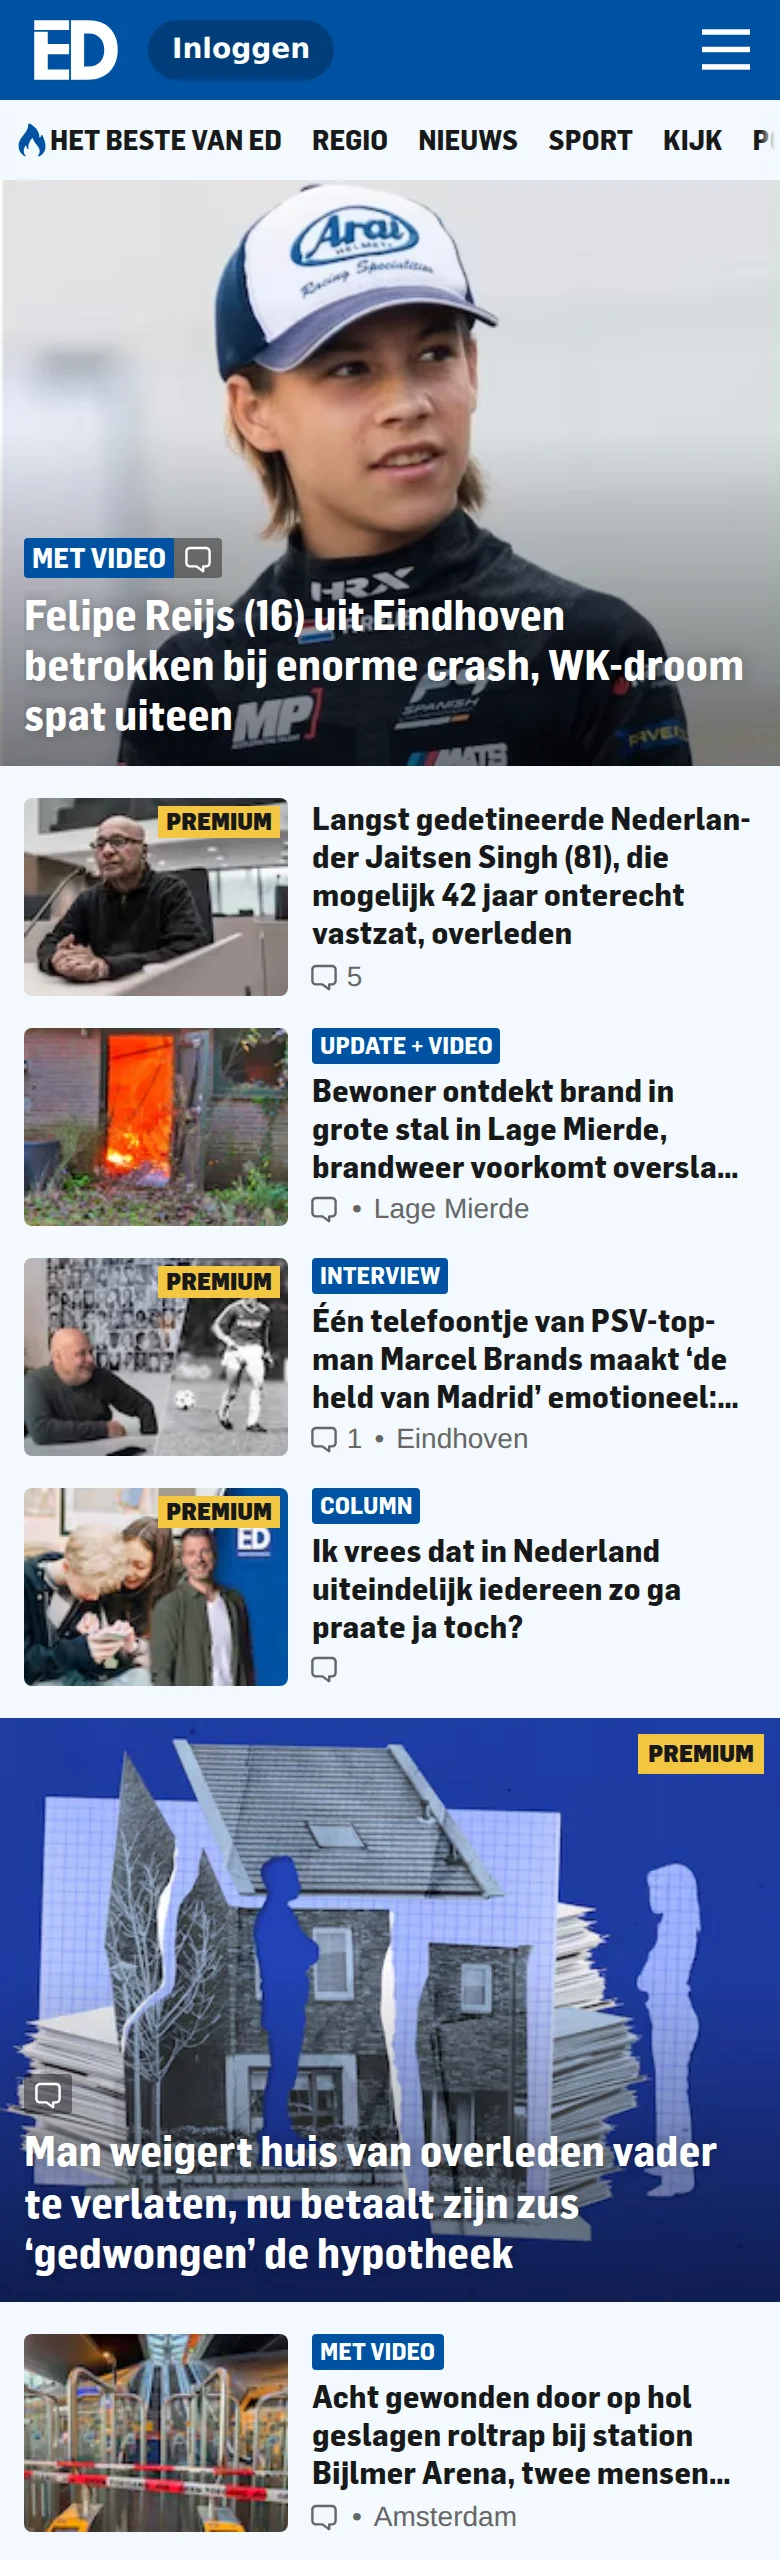 ED Inloggen
HET BESTE VAN ED REGIO NIEUWS SPORT KIJK
Arai
HELMET
Racing Specialities
HRX
MET VIDEO
Felipe Reijs (16) uit Eindhoven
betrokken bij enorme crash, WK-droom
spat uiteen
MP
SPANISH
PREMIUM
Langst gedetineerde Nederlan-
der Jaitsen Singh (81), die
mogelijk 42 jaar onterecht
vastzat, overleden
5
UPDATE + VIDEO
Bewoner ontdekt brand in
grote stal in Lage Mierde,
brandweer voorkomt oversla...
• Lage Mierde
PREMIUM
INTERVIEW
Één telefoontje van PSV-top-
man Marcel Brands maakt ‘de
held van Madrid’ emotioneel:...
1 • Eindhoven
PREMIUM
ED
COLUMN
Ik vrees dat in Nederland
uiteindelijk iedereen zo ga
praate ja toch?
PREMIUM
Man weigert huis van overleden vader
te verlaten, nu betaalt zijn zus
‘gedwongen’ de hypotheek
MET VIDEO
Acht gewonden door op hol
geslagen roltrap bij station
Bijlmer Arena, twee mensen...
• Amsterdam